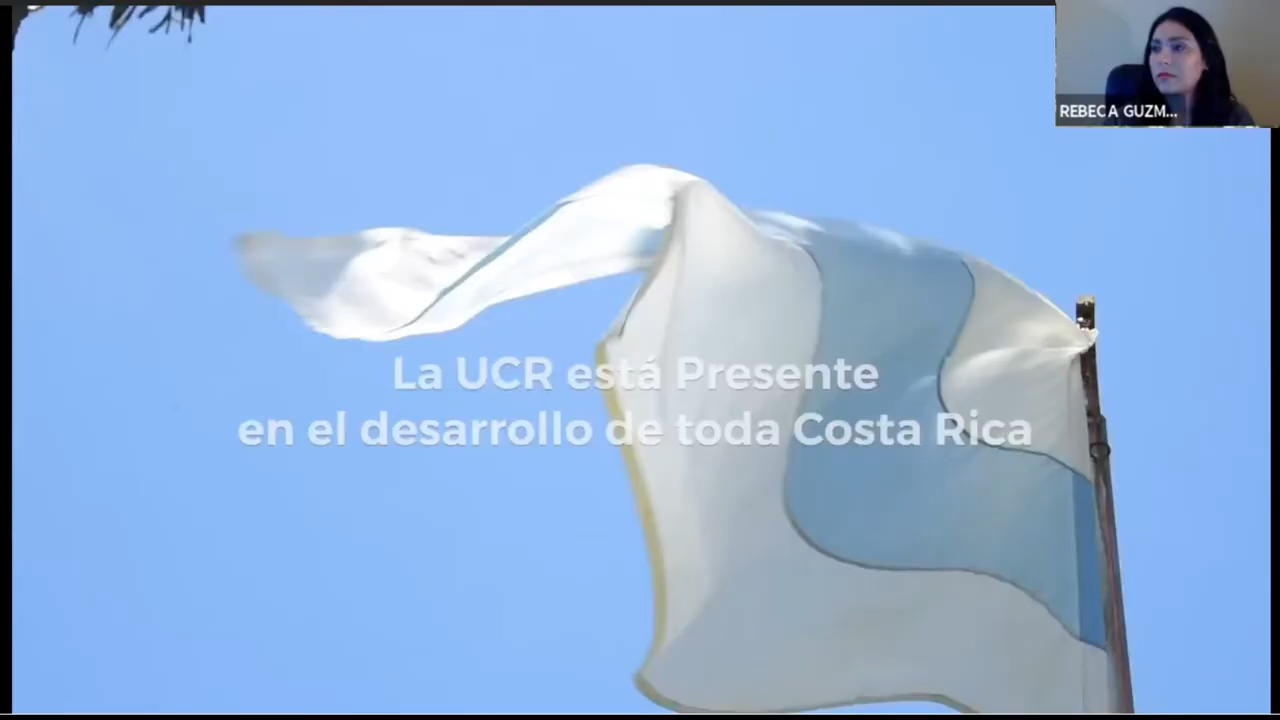 REBECA GUZM...
La UCR está Presente
en el desarrollo de toda Costa Rica